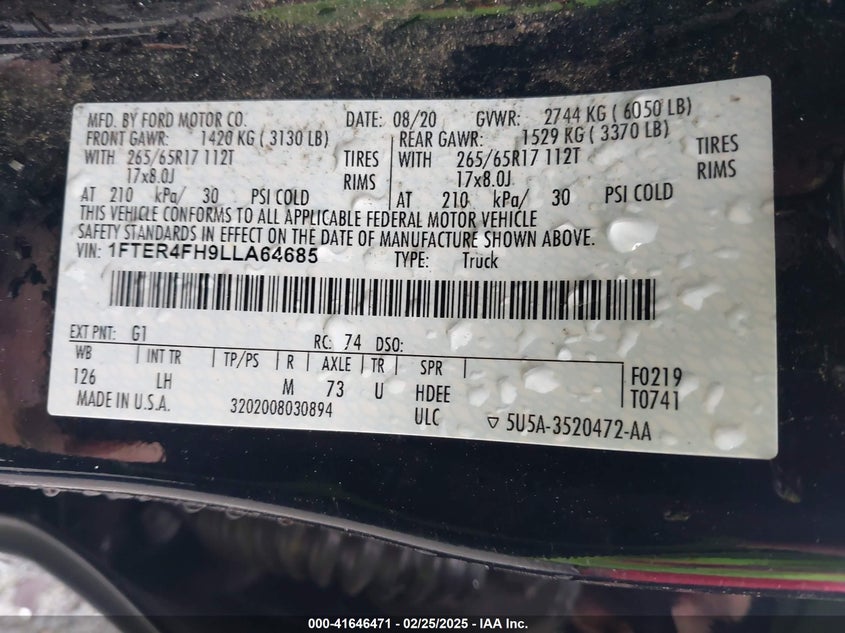 MFD. BY FORD MOTOR CO. DATE: 08/20 GVWR: 2744 KG ( 6050 LB)
FRONT GAWR: 1420 KG ( 3130 LB) REAR GAWR: 1529 KG ( 3370 LB)
WITH 265/65R17 112T TIRES WITH 265/65R17 112T TIRES
17x8.0J RIMS 17x8.0J RIMS
AT 210 kPa/ 30 PSI COLD AT 210 kPa/ 30 PSI COLD
THIS VEHICLE CONFORMS TO ALL APPLICABLE FEDERAL MOTOR VEHICLE
SAFETY STANDARDS IN EFFECT ON THE DATE OF MANUFACTURE SHOWN ABOVE.
VIN: 1FTER4FH9LLA64685 TYPE: Truck
EXT PNT: G1 RC: 74 DSO:
WB INT TR TP/PS R AXLE TR SPR
126 LH M 73 U HDEE F0219
T0741
MADE IN U.S.A. 3202008030894 ULC ▽ 5U5A-3520472-AA
000-41646471 - 02/25/2025 - IAA Inc.